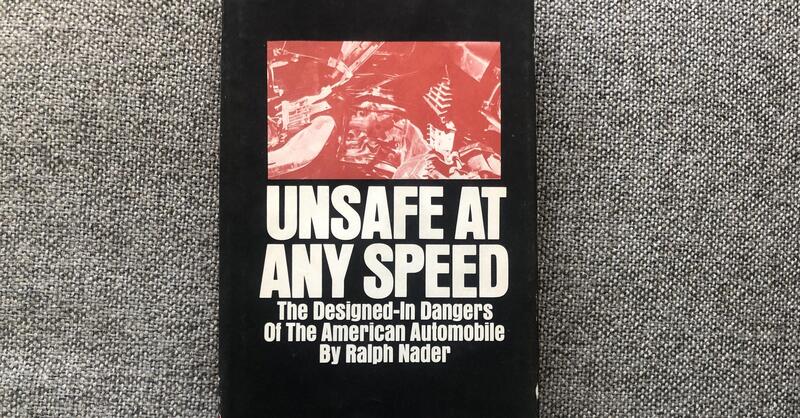 UNSAFE AT
ANY SPEED
The Designed-In Dangers
Of The American Automobile
By Ralph Nader